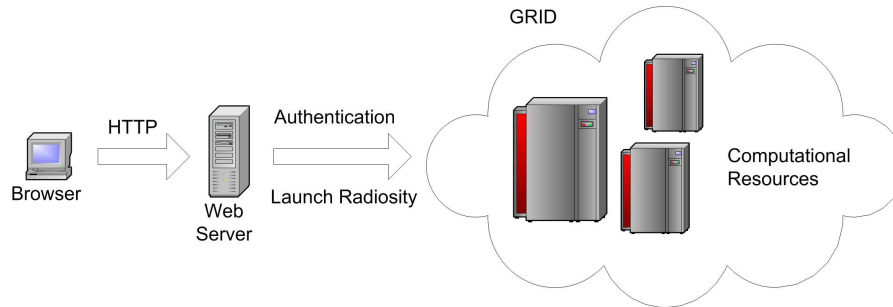 GRID
HTTP
Authentication
Browser
Web
Server
Launch Radiosity
Computational
Resources